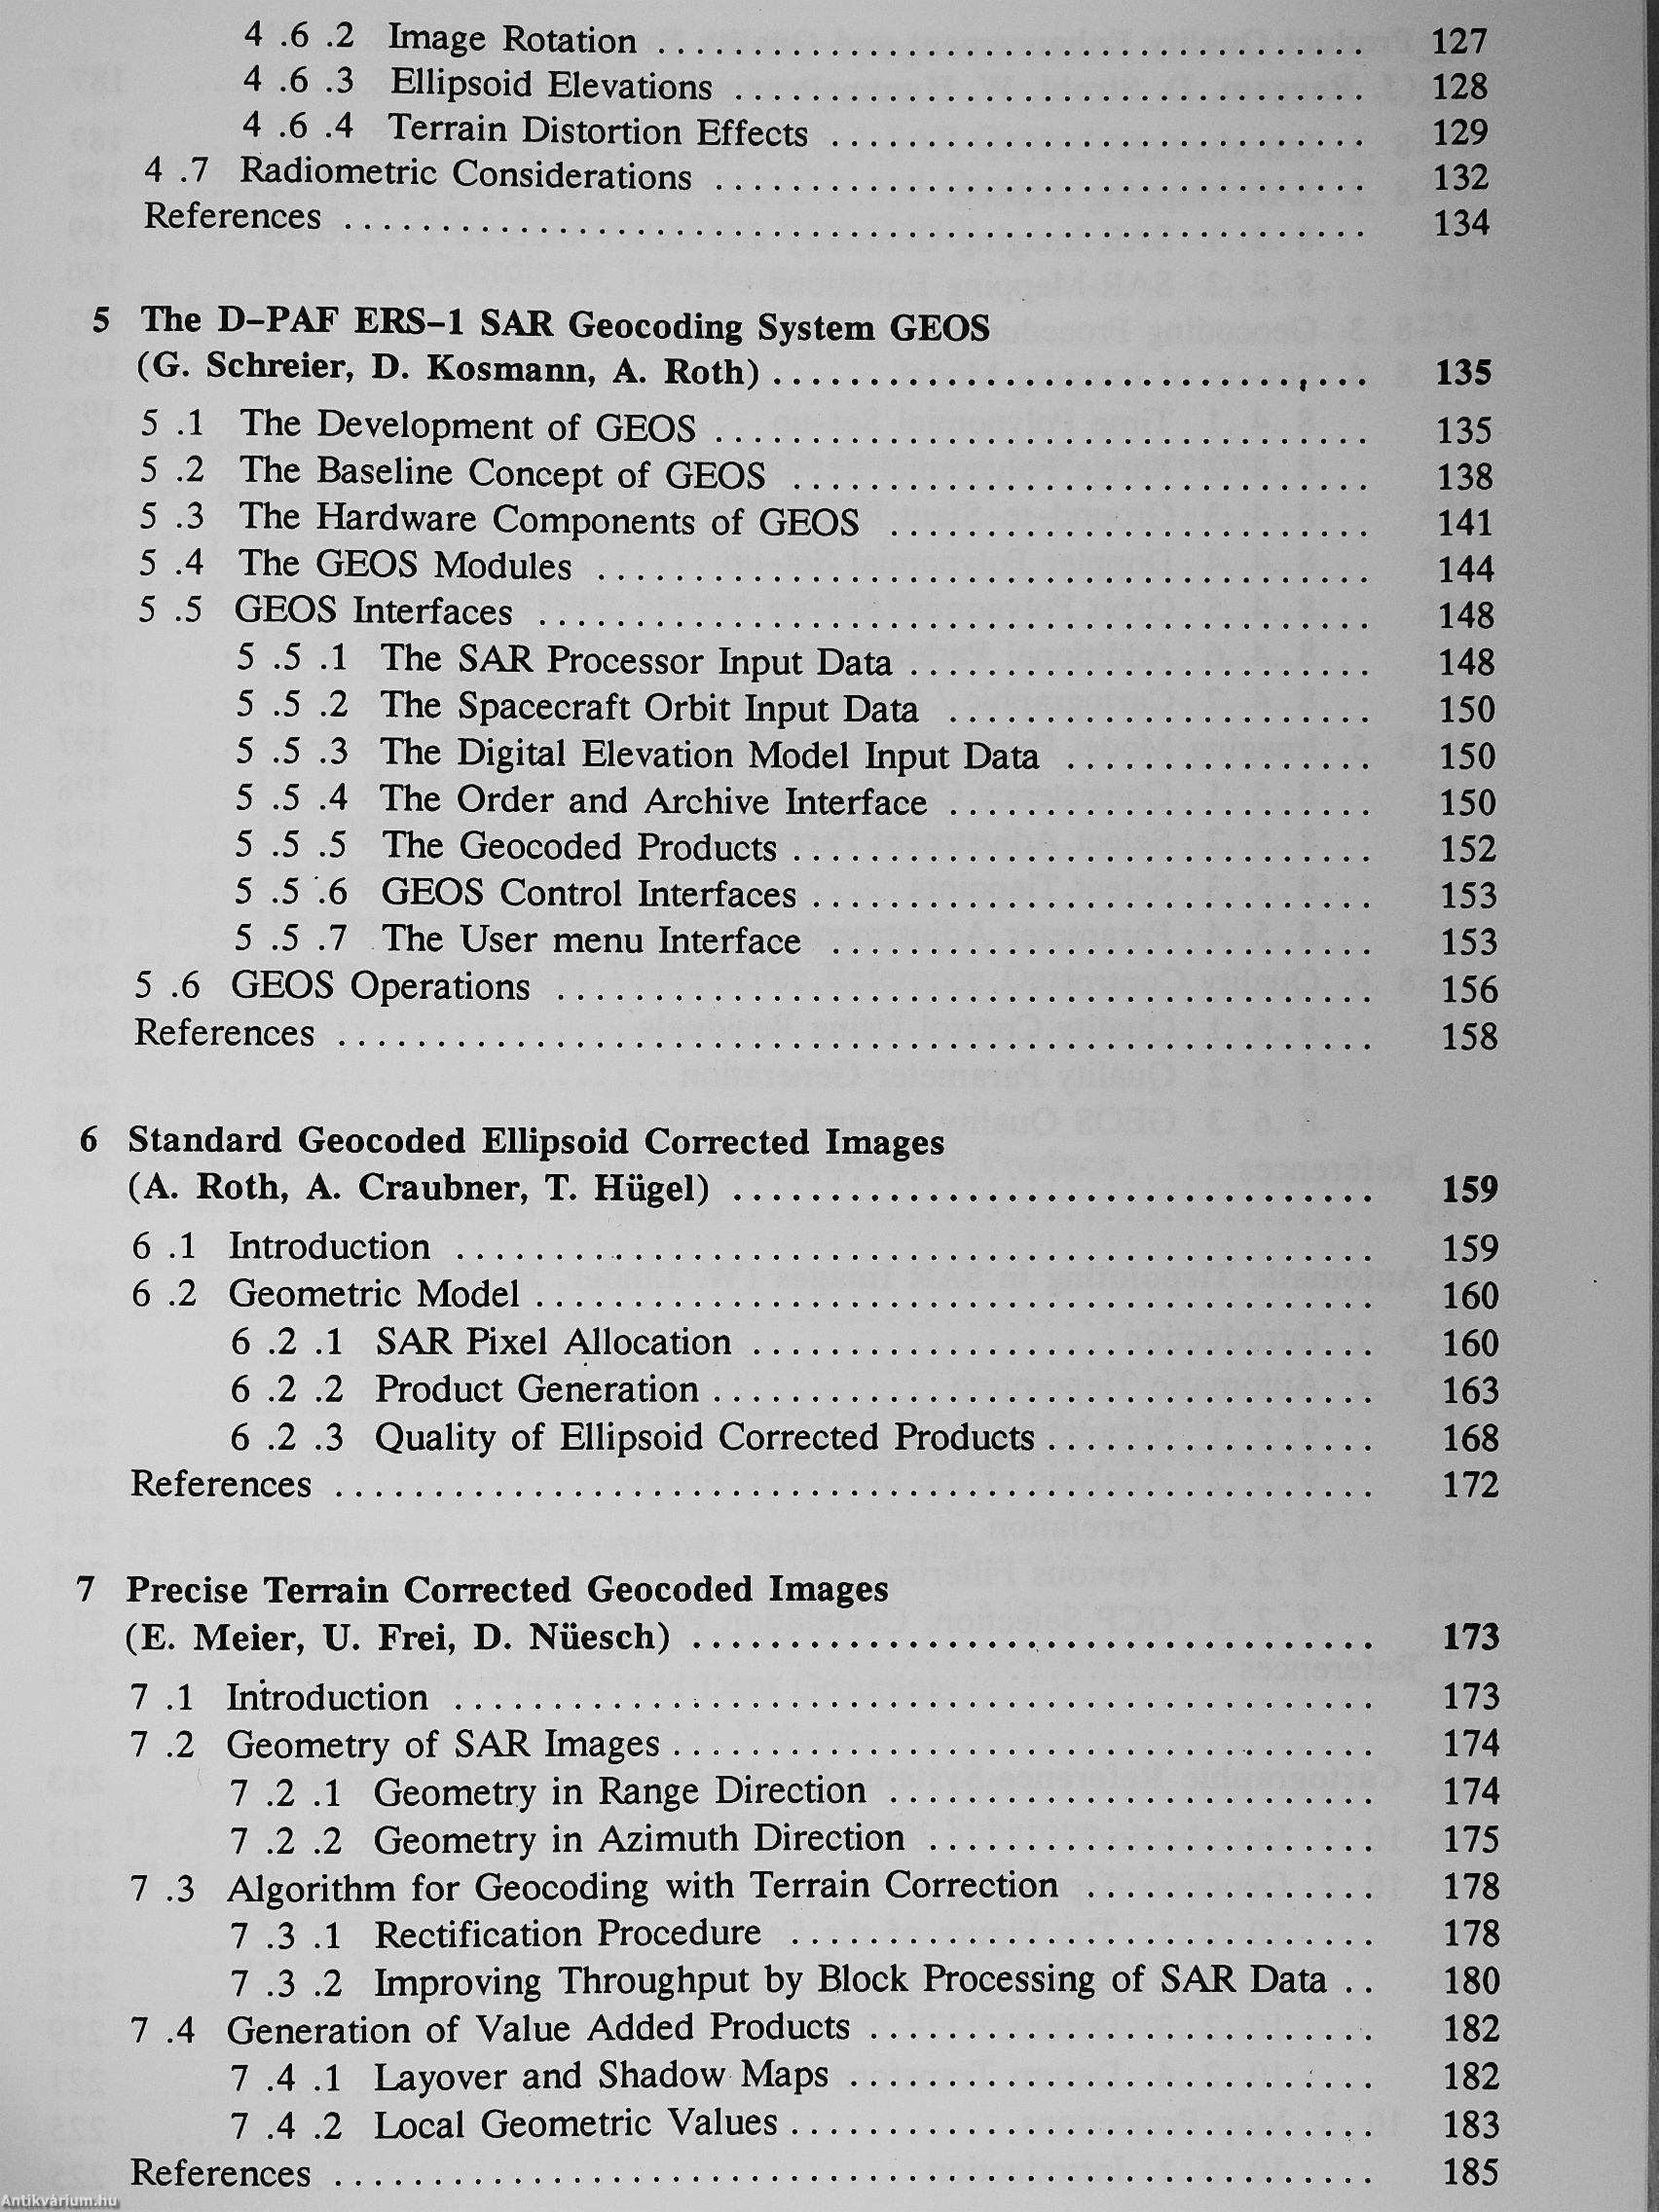 4 .6 .2 Image Rotation . . . . . . . . . . 127
4 .6 .3 Ellipsoid Elevations . . . . . . . . . . 128
4 .6 .4 Terrain Distortion Effects . . . . . . . . . . 129
4 .7 Radiometric Considerations . . . . . . . . . . 132
References . . . . . . . . . . 134
5 The D-PAF ERS-1 SAR Geocoding System GEOS
(G. Schreier, D. Kosmann, A. Roth) . . . . . . . . . . 135
5 .1 The Development of GEOS . . . . . . . . . . 135
5 .2 The Baseline Concept of GEOS . . . . . . . . . . 138
5 .3 The Hardware Components of GEOS . . . . . . . . . . 141
5 .4 The GEOS Modules . . . . . . . . . . 144
5 .5 GEOS Interfaces . . . . . . . . . . 148
5 .5 .1 The SAR Processor Input Data . . . . . . . . . . 148
5 .5 .2 The Spacecraft Orbit Input Data . . . . . . . . . . 150
5 .5 .3 The Digital Elevation Model Input Data . . . . . . . . . . 150
5 .5 .4 The Order and Archive Interface . . . . . . . . . . 150
5 .5 .5 The Geocoded Products . . . . . . . . . . 152
5 .5 .6 GEOS Control Interfaces . . . . . . . . . . 153
5 .5 .7 The User menu Interface . . . . . . . . . . 153
5 .6 GEOS Operations . . . . . . . . . . 156
References . . . . . . . . . . 158
6 Standard Geocoded Ellipsoid Corrected Images
(A. Roth, A. Craubner, T. Hügel) . . . . . . . . . . 159
6 .1 Introduction . . . . . . . . . . 159
6 .2 Geometric Model . . . . . . . . . . 160
6 .2 .1 SAR Pixel Allocation . . . . . . . . . . 160
6 .2 .2 Product Generation . . . . . . . . . . 163
6 .2 .3 Quality of Ellipsoid Corrected Products . . . . . . . . . . 168
References . . . . . . . . . . 172
7 Precise Terrain Corrected Geocoded Images
(E. Meier, U. Frei, D. Nüesch) . . . . . . . . . . 173
7 .1 Introduction . . . . . . . . . . 173
7 .2 Geometry of SAR Images . . . . . . . . . . 174
7 .2 .1 Geometry in Range Direction . . . . . . . . . . 174
7 .2 .2 Geometry in Azimuth Direction . . . . . . . . . . 175
7 .3 Algorithm for Geocoding with Terrain Correction . . . . . . . . . . 178
7 .3 .1 Rectification Procedure . . . . . . . . . . 178
7 .3 .2 Improving Throughput by Block Processing of SAR Data . . 180
7 .4 Generation of Value Added Products . . . . . . . . . . 182
7 .4 .1 Layover and Shadow Maps . . . . . . . . . . 182
7 .4 .2 Local Geometric Values . . . . . . . . . . 183
References . . . . . . . . . . 185
Antikvárium.hu